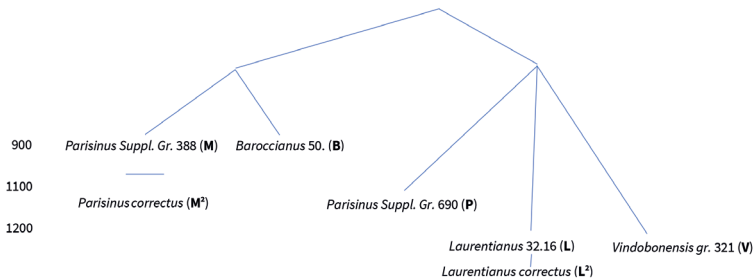 900 Parisinus Suppl. Gr. 388 (M) Baroccianus 50. (B)
1100
Parisinus correctus (M²) Parisinus Suppl. Gr. 690 (P)
1200
Laurentianus 32.16 (L) Vindobonensis gr. 321 (V)
Laurentianus correctus (L²)